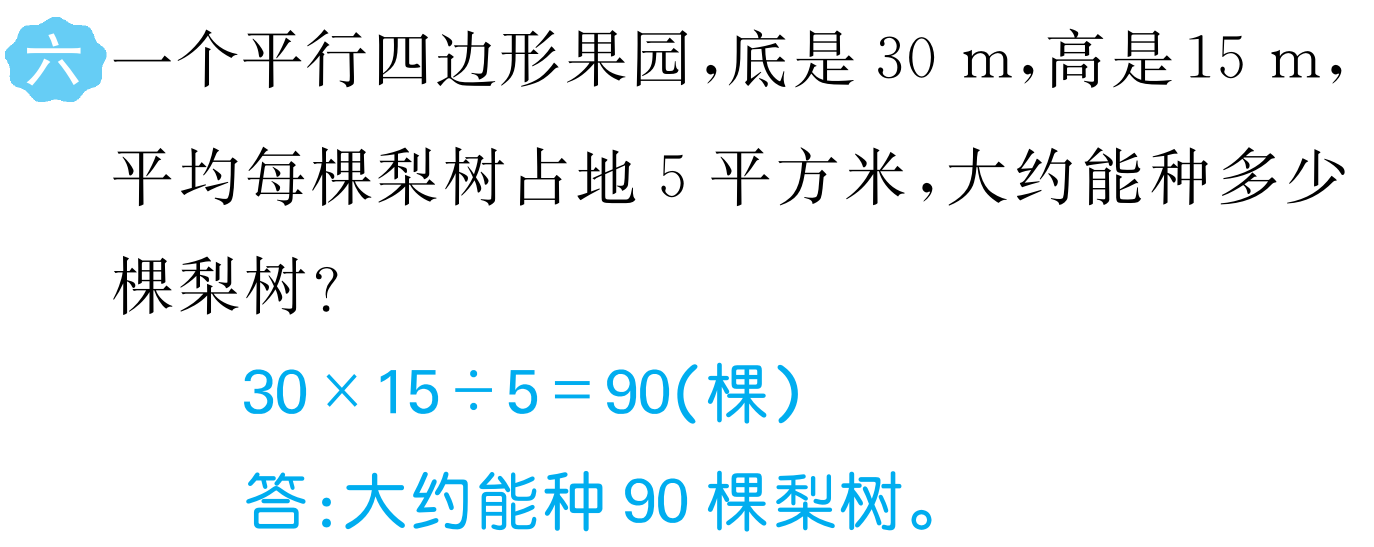 六 一个平行四边形果园,底是 30 m,高是 15 m,
平均每棵梨树占地 5 平方米,大约能种多少
棵梨树?
30 × 15 ÷ 5 = 90(棵)
答:大约能种 90 棵梨树。